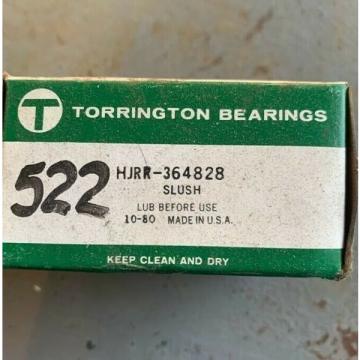 T TORRINGTON BEARINGS
522 HJRR-364828
SLUSH
LUB BEFORE USE
10-80 MADE IN U.S.A.
KEEP CLEAN AND DRY